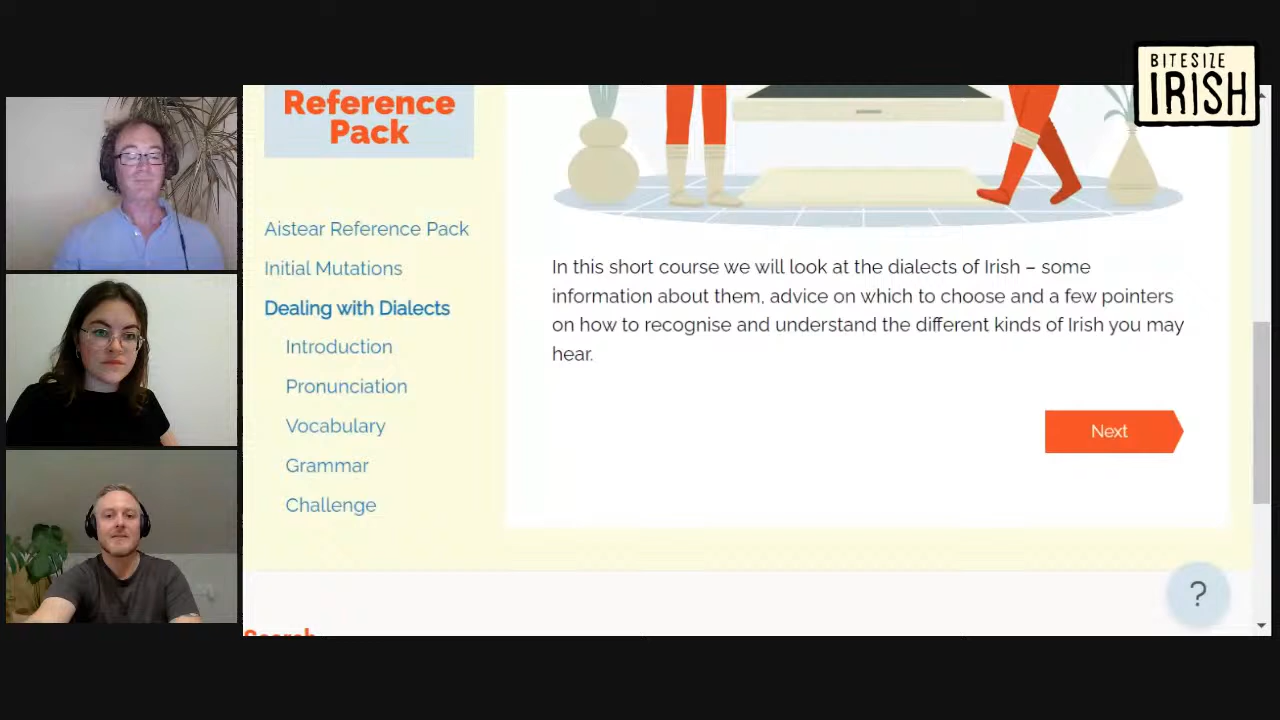 BITESIZE
IRISH
Reference
Pack
Aistear Reference Pack
Initial Mutations
Dealing with Dialects
Introduction
Pronunciation
Vocabulary
Grammar
Challenge
In this short course we will look at the dialects of Irish – some
information about them, advice on which to choose and a few pointers
on how to recognise and understand the different kinds of Irish you may
hear.
Next
?
Search